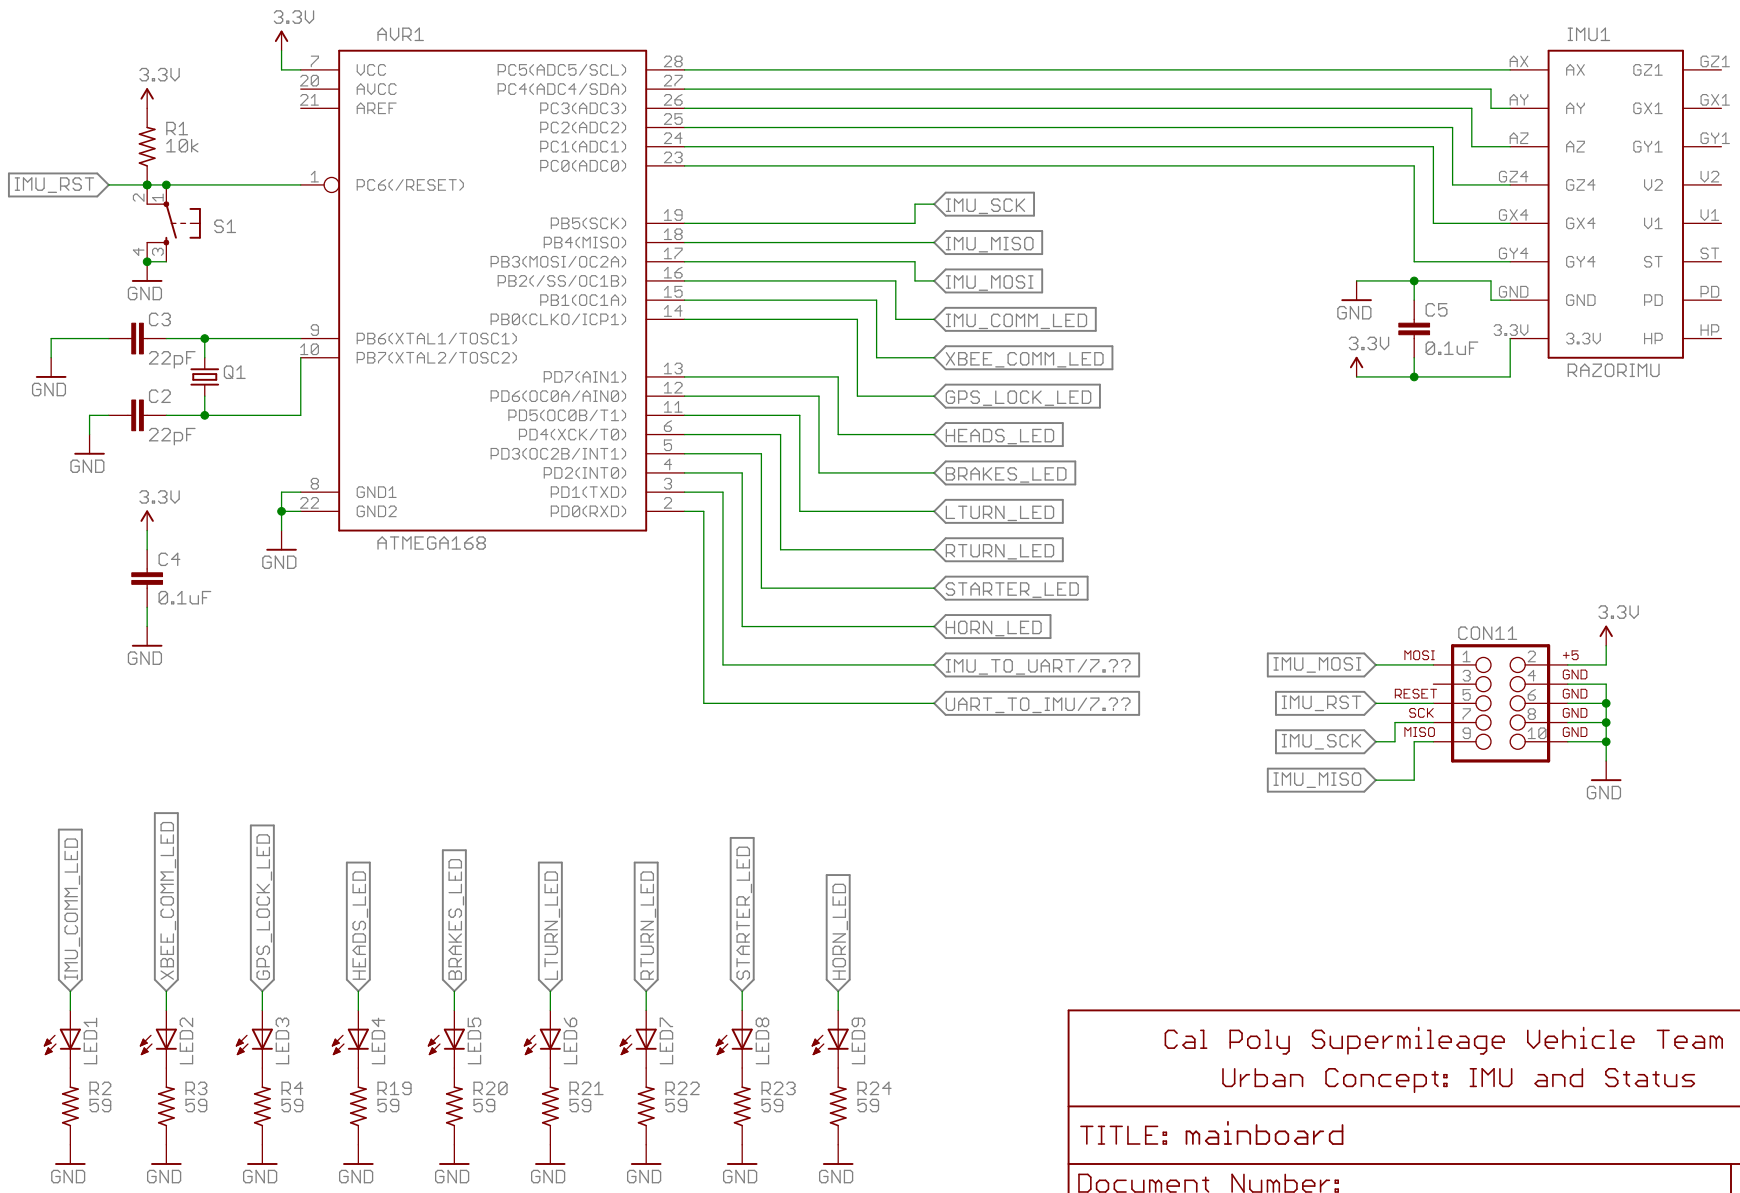 3.3V
AVR1
7 VCC
20 AVCC
21 AREF
1 PC6(/RESET)
9 PB6(XTAL1/TOSC1)
10 PB7(XTAL2/TOSC2)
8 GND1
22 GND2
PC5(ADC5/SCL) 28
PC4(ADC4/SDA) 27
PC3(ADC3) 26
PC2(ADC2) 25
PC1(ADC1) 24
PC0(ADC0) 23
PB5(SCK) 19
PB4(MISO) 18
PB3(MOSI/OC2A) 17
PB2(/SS/OC1B) 16
PB1(OC1A) 15
PB0(CLKO/ICP1) 14
PD7(AIN1) 13
PD6(OC0A/AIN0) 12
PD5(OC0B/T1) 11
PD4(XCK/T0) 6
PD3(OC2B/INT1) 5
PD2(INT0) 4
PD1(TXD) 3
PD0(RXD) 2
ATMEGA168
GND
3.3V
R1
10k
IMU_RST
2 1
S1
4 3
GND
C3
22pF
GND
Q1
C2
22pF
GND
3.3V
C4
0.1uF
GND
IMU_SCK
IMU_MISO
IMU_MOSI
IMU_COMM_LED
XBEE_COMM_LED
GPS_LOCK_LED
HEADS_LED
BRAKES_LED
LTURN_LED
RTURN_LED
STARTER_LED
HORN_LED
IMU_TO_UART/7.??
UART_TO_IMU/7.??
IMU1
AX AX GZ1 GZ1
AY AY GX1 GX1
AZ AZ GY1 GY1
GZ4 GZ4 V2 V2
GX4 GX4 V1 V1
GY4 GY4 ST ST
GND GND PD PD
3.3V 3.3V HP HP
RAZORIMU
GND
C5
0.1uF
3.3V
3.3V
CON11
IMU_MOSI MOSI 1 2 +5
3 4 GND
IMU_RST RESET 5 6 GND
SCK 7 8 GND
IMU_SCK MISO 9 10 GND
IMU_MISO
GND
IMU_COMM_LED
LED1
R2
59
GND
XBEE_COMM_LED
LED2
R3
59
GND
GPS_LOCK_LED
LED3
R4
59
GND
HEADS_LED
LED4
R19
59
GND
BRAKES_LED
LED5
R20
59
GND
LTURN_LED
LED6
R21
59
GND
RTURN_LED
LED7
R22
59
GND
STARTER_LED
LED8
R23
59
GND
HORN_LED
LED9
R24
59
GND
Cal Poly Supermileage Vehicle Team
Urban Concept: IMU and Status
TITLE: mainboard
Document Number: